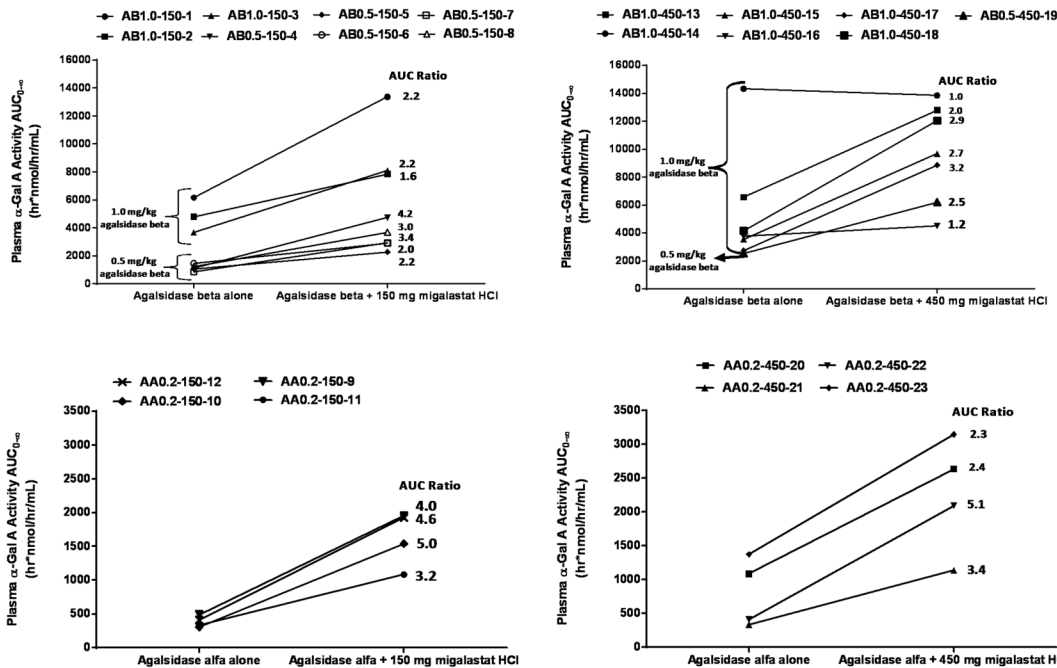 AB1.0-150-1 AB1.0-150-3 AB0.5-150-5 AB0.5-150-7
AB1.0-150-2 AB0.5-150-4 AB0.5-150-6 AB0.5-150-8
Plasma α-Gal A Activity AUC0-∞
(hr*nmol/hr/mL)
16000
14000
12000
10000
8000
6000
4000
2000
0
AUC Ratio
2.2
2.2
1.6
4.2
3.0
3.4
2.0
2.2
1.0 mg/kg
agalsidase beta
0.5 mg/kg
agalsidase beta
Agalsidase beta alone
Agalsidase beta + 150 mg migalastat HCl
AB1.0-450-13 AB1.0-450-15 AB1.0-450-17 AB0.5-450-19
AB1.0-450-14 AB1.0-450-16 AB1.0-450-18
Plasma α-Gal A Activity AUC0-∞
(hr*nmol/hr/mL)
16000
14000
12000
10000
8000
6000
4000
2000
0
AUC Ratio
1.0
2.0
2.9
2.7
3.2
2.5
1.2
1.0 mg/kg
agalsidase beta
0.5 mg/kg
agalsidase beta
Agalsidase beta alone
Agalsidase beta + 450 mg migalastat HCl
AA0.2-150-12 AA0.2-150-9
AA0.2-150-10 AA0.2-150-11
Plasma α-Gal A Activity AUC0-∞
(hr*nmol/hr/mL)
3500
3000
2500
2000
1500
1000
500
0
AUC Ratio
4.0
4.6
5.0
3.2
Agalsidase alfa alone
Agalsidase alfa + 150 mg migalastat HCl
AA0.2-450-20 AA0.2-450-22
AA0.2-450-21 AA0.2-450-23
Plasma α-Gal A Activity AUC0-∞
(hr*nmol/hr/mL)
3500
3000
2500
2000
1500
1000
500
0
AUC Ratio
2.3
2.4
5.1
3.4
Agalsidase alfa alone
Agalsidase alfa + 450 mg migalastat H